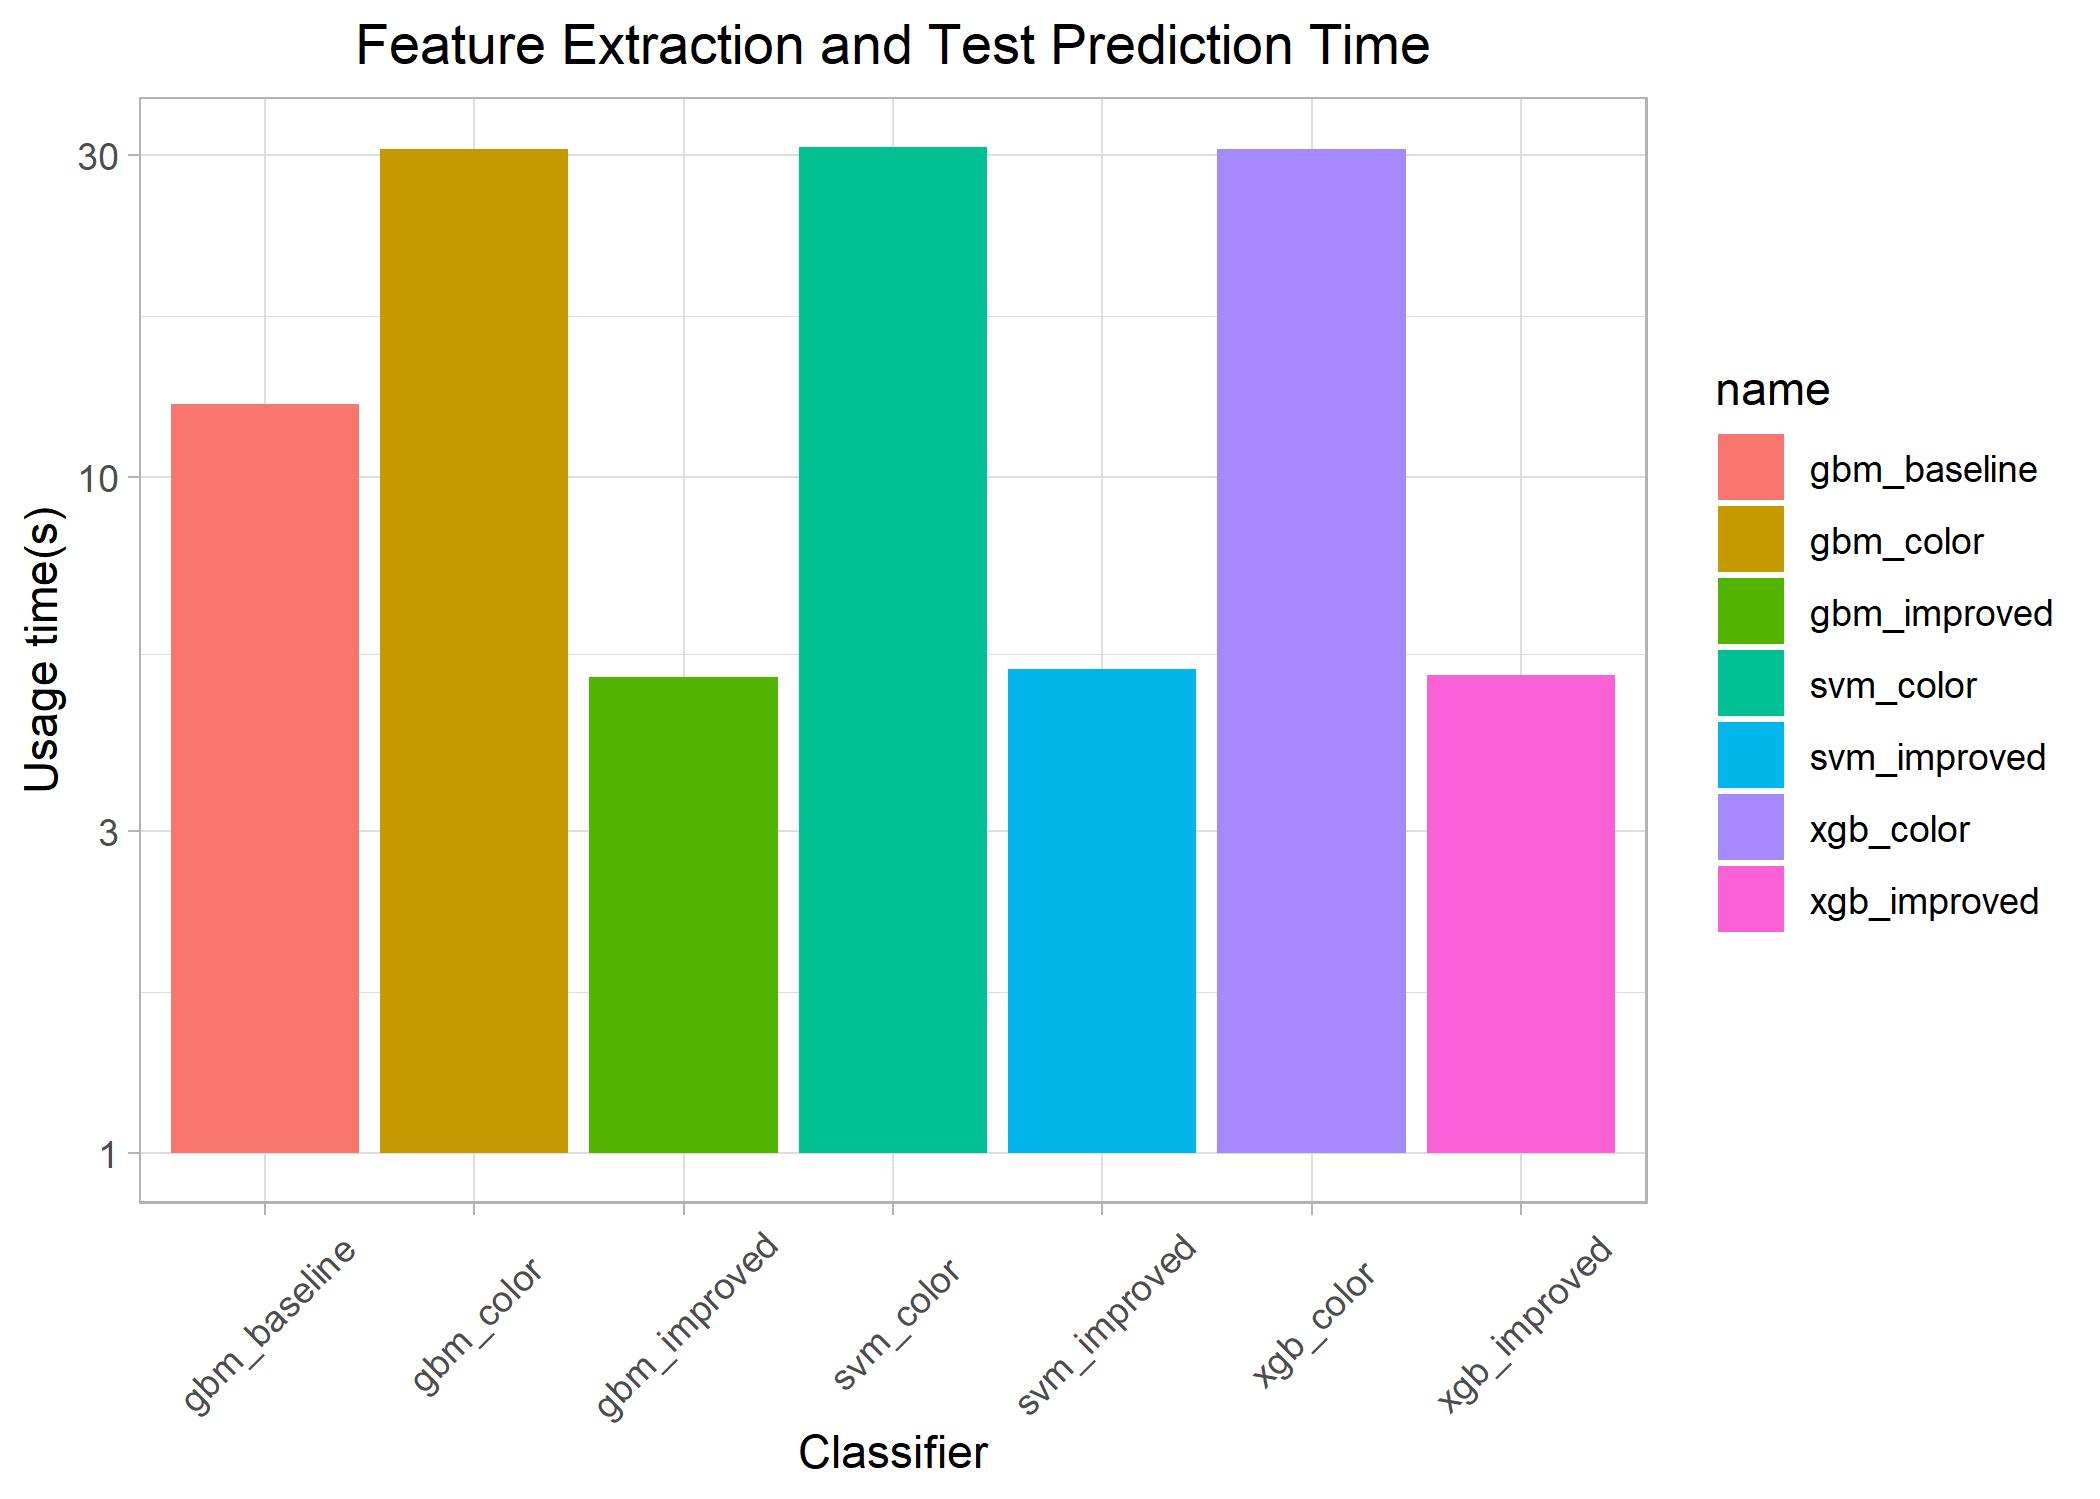 Feature Extraction and Test Prediction Time
Usage time(s)
30
10
3
1
gbm_baseline
gbm_color
gbm_improved
svm_color
svm_improved
xgb_color
xgb_improved
Classifier
name
gbm_baseline
gbm_color
gbm_improved
svm_color
svm_improved
xgb_color
xgb_improved